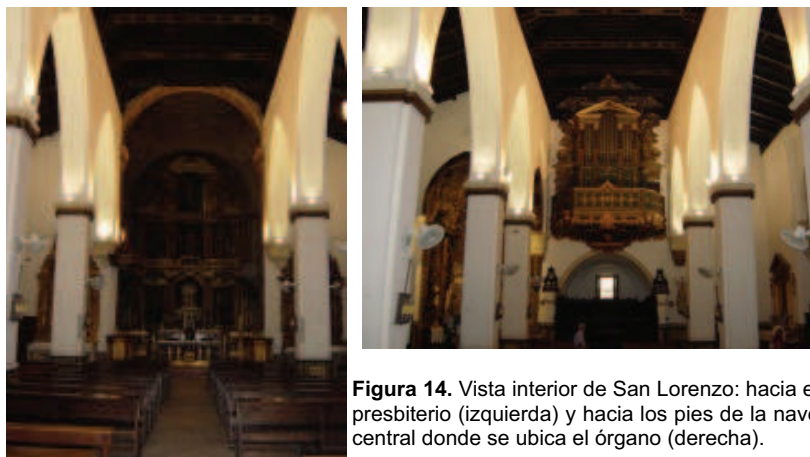 Figura 14. Vista interior de San Lorenzo: hacia e
presbiterio (izquierda) y hacia los pies de la nav
central donde se ubica el órgano (derecha).